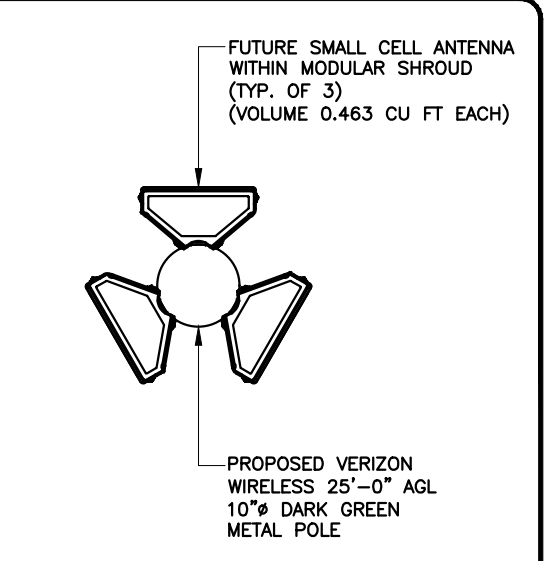 FUTURE SMALL CELL ANTENNA
WITHIN MODULAR SHROUD
(TYP. OF 3)
(VOLUME 0.463 CU FT EACH)
PROPOSED VERIZON
WIRELESS 25'-0" AGL
10"ø DARK GREEN
METAL POLE